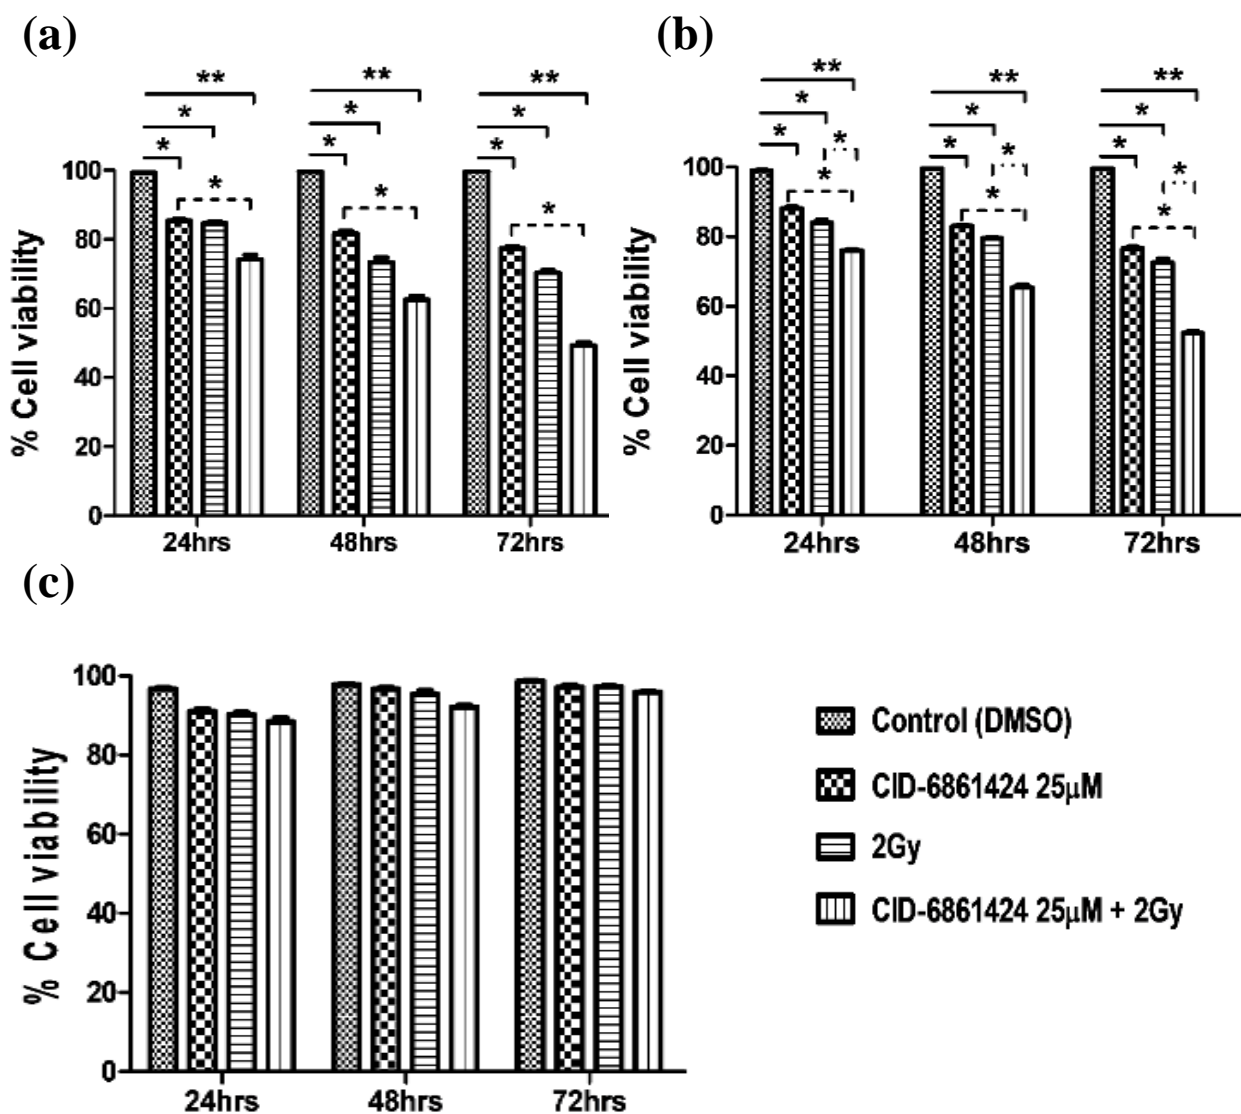 (a)
** ** **
* * *
* * *
* * *
% Cell viability
100
80
60
40
20
0
24hrs 48hrs 72hrs
(b)
** ** **
* * *
* * * * * *
* * *
% Cell viability
100
80
60
40
20
0
24hrs 48hrs 72hrs
(c)
% Cell viability
100
80
60
40
20
0
24hrs 48hrs 72hrs
Control (DMSO)
CID-6861424 25μM
2Gy
CID-6861424 25μM + 2Gy